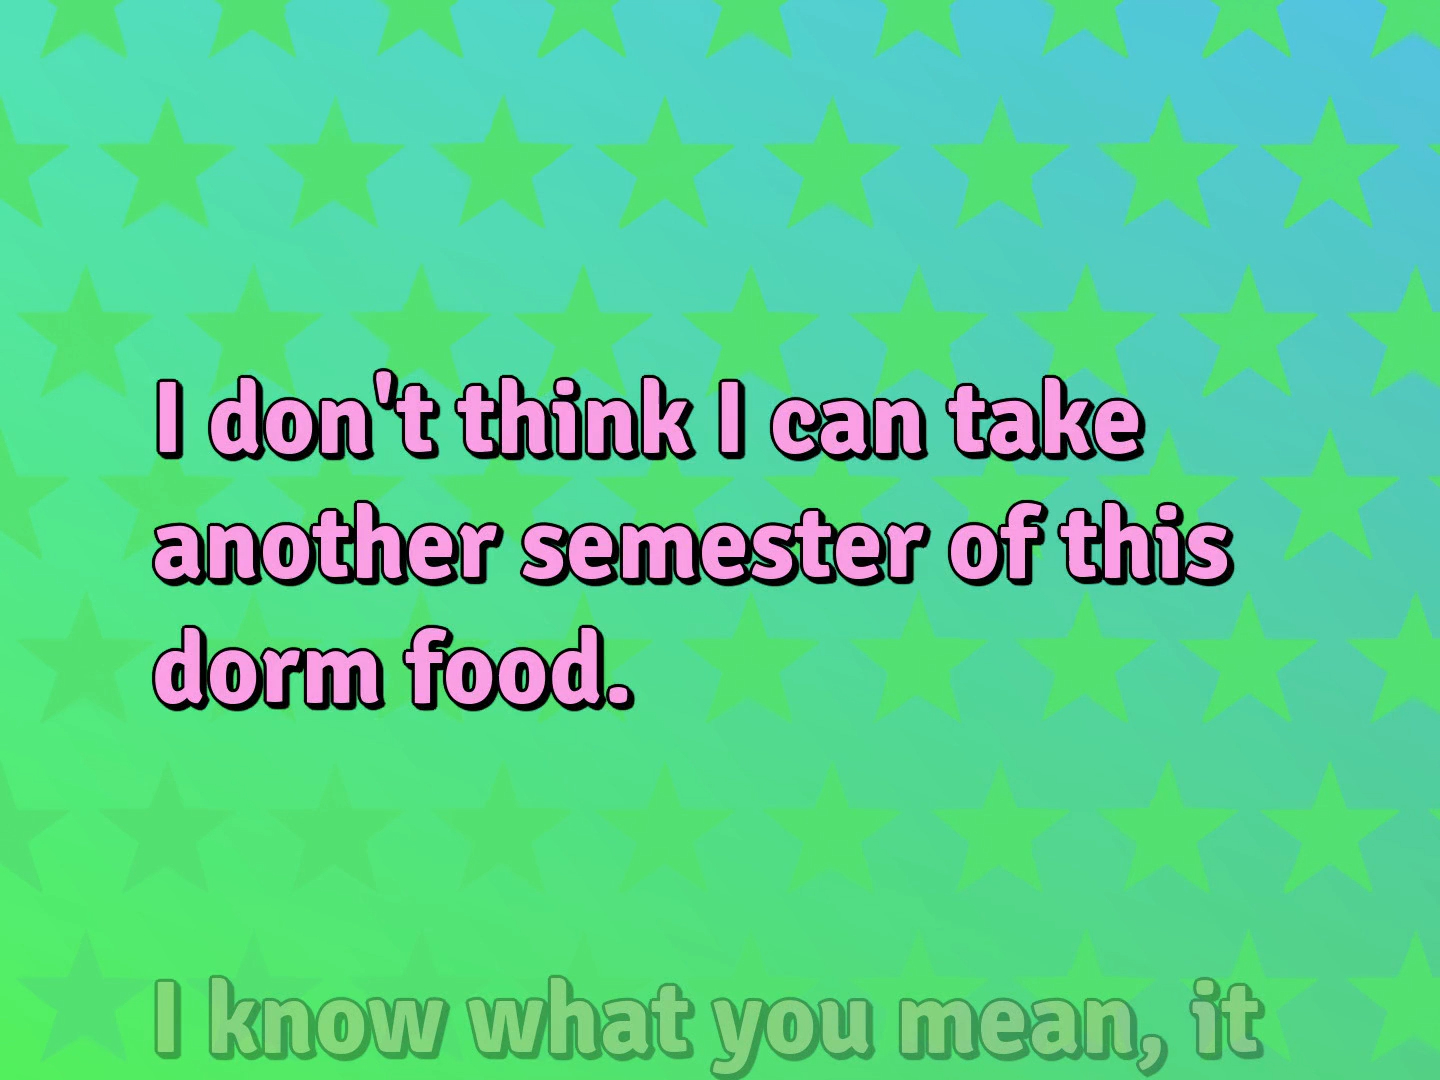 I don't think I can take
another semester of this
dorm food.
I know what you mean, it